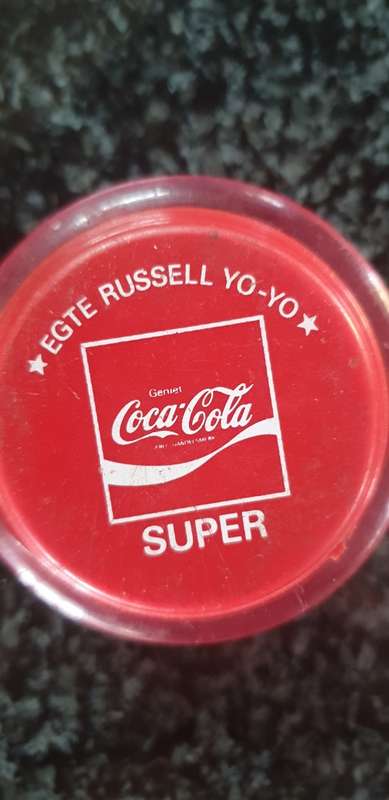 ★ EGTE RUSSELL YO-YO ★
Geniet
Coca-Cola
SUPER